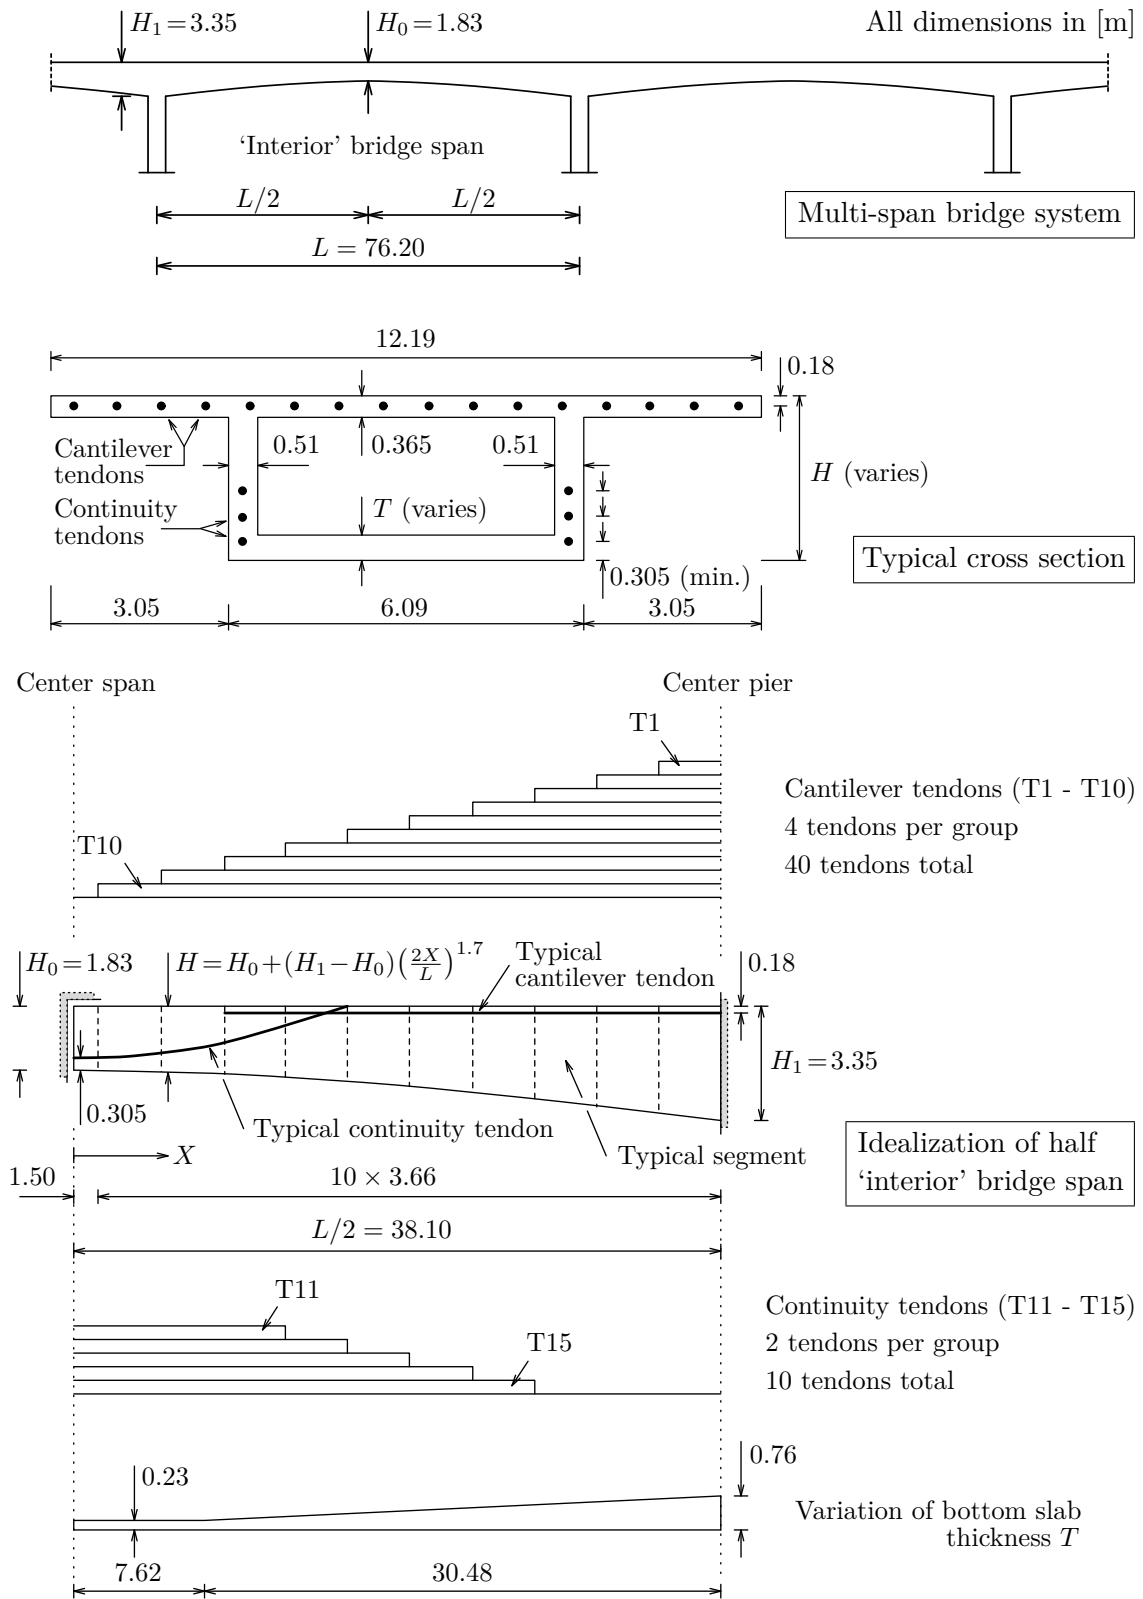 H₁=3.35
H₀=1.83
All dimensions in [m]
‘Interior’ bridge span
L/2
L/2
Multi-span bridge system
L = 76.20
12.19
0.18
Cantilever
tendons
0.51
0.365
0.51
H (varies)
Continuity
tendons
T (varies)
Typical cross section
0.305 (min.)
3.05
6.09
3.05
Center span
Center pier
T1
Cantilever tendons (T1 - T10)
4 tendons per group
40 tendons total
T10
H₀=1.83
H=H₀+(H₁−H₀)(2X/L)^1.7
Typical
cantilever tendon
0.18
H₁=3.35
0.305
Typical continuity tendon
Typical segment
X
Idealization of half
‘interior’ bridge span
1.50
10 × 3.66
L/2 = 38.10
T11
Continuity tendons (T11 - T15)
2 tendons per group
10 tendons total
T15
0.23
0.76
Variation of bottom slab
thickness T
7.62
30.48